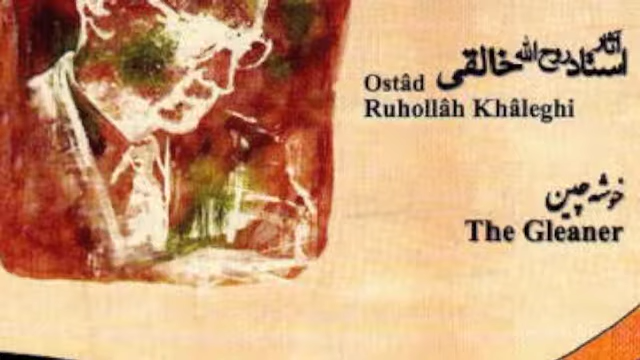 آثار
استاد روح الله خالقی
Ostâd
Ruhollâh Khâleghi
خوشه چین
The Gleaner